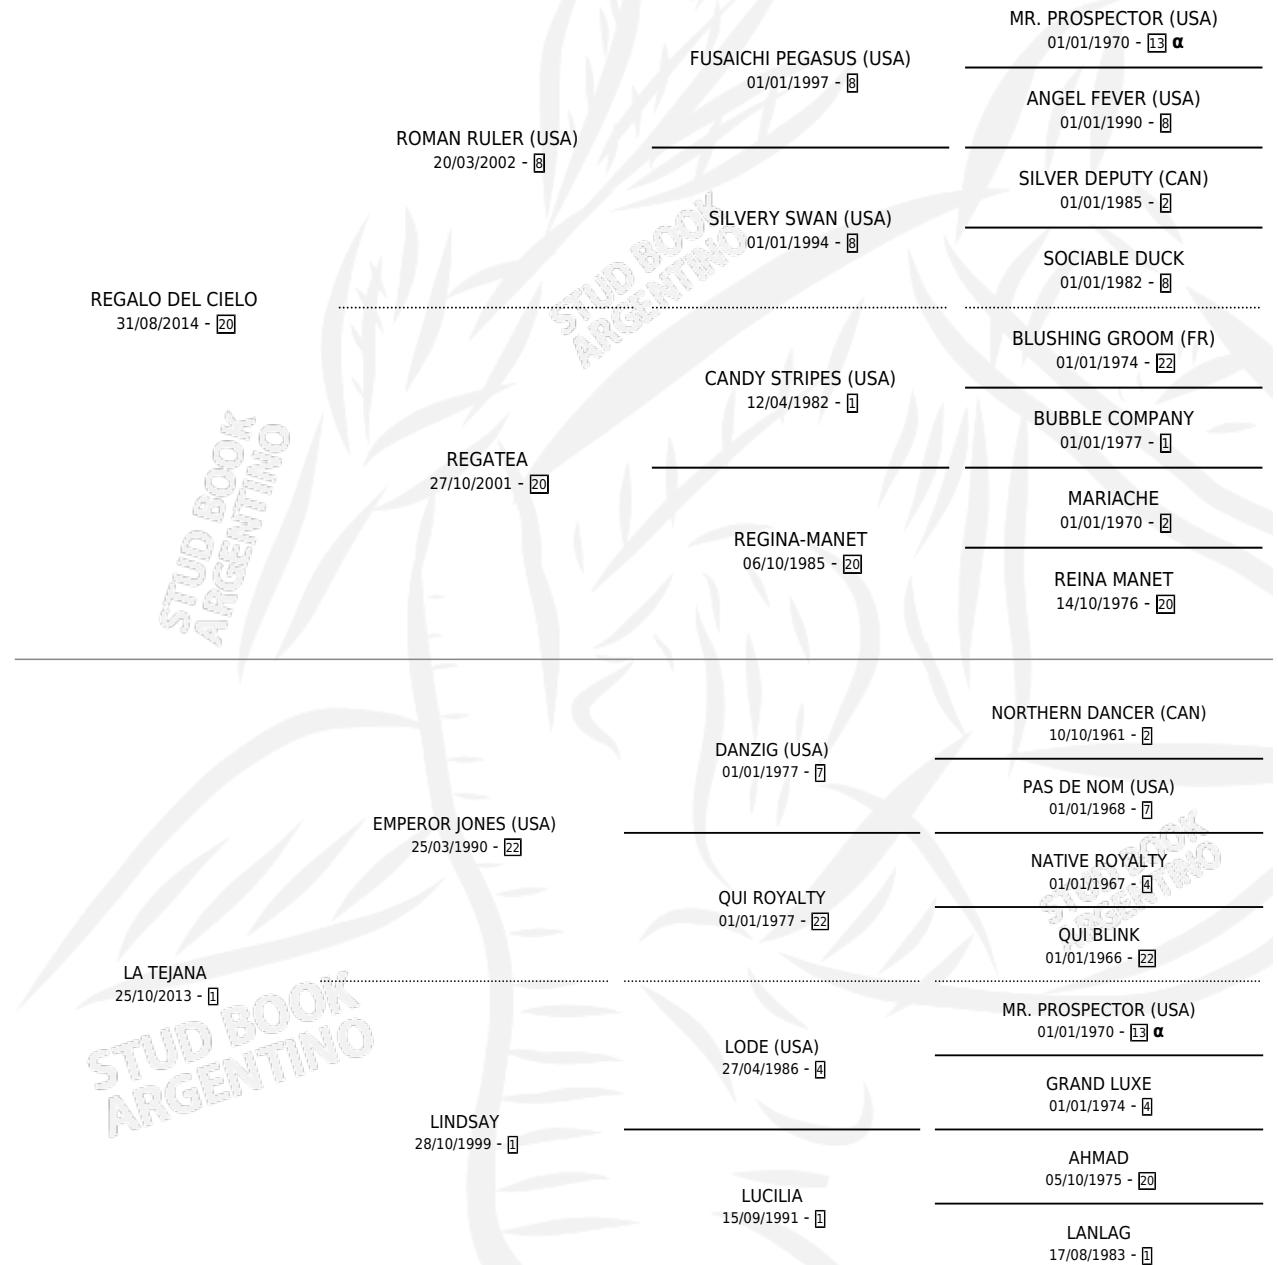 MR. PROSPECTOR (USA)
01/01/1970 - 13 α
FUSAICHI PEGASUS (USA)
01/01/1997 - 8
ANGEL FEVER (USA)
01/01/1990 - 8
ROMAN RULER (USA)
20/03/2002 - 8
SILVER DEPUTY (CAN)
01/01/1985 - 2
SILVERY SWAN (USA)
01/01/1994 - 8
SOCIABLE DUCK
01/01/1982 - 8
REGALO DEL CIELO
31/08/2014 - 20
BLUSHING GROOM (FR)
01/01/1974 - 22
CANDY STRIPES (USA)
12/04/1982 - 1
BUBBLE COMPANY
01/01/1977 - 1
REGATEA
27/10/2001 - 20
MARIACHE
01/01/1970 - 2
REGINA-MANET
06/10/1985 - 20
REINA MANET
14/10/1976 - 20
NORTHERN DANCER (CAN)
10/10/1961 - 2
DANZIG (USA)
01/01/1977 - 7
PAS DE NOM (USA)
01/01/1968 - 7
EMPEROR JONES (USA)
25/03/1990 - 22
NATIVE ROYALTY
01/01/1967 - 4
QUI ROYALTY
01/01/1977 - 22
QUI BLINK
01/01/1966 - 22
LA TEJANA
25/10/2013 - 1
MR. PROSPECTOR (USA)
01/01/1970 - 13 α
LODE (USA)
27/04/1986 - 4
GRAND LUXE
01/01/1974 - 4
LINDSAY
28/10/1999 - 1
AHMAD
05/10/1975 - 20
LUCILIA
15/09/1991 - 1
LANLAG
17/08/1983 - 1
STUD BOOK
ARGENTINO
STUD BOOK
ARGENTINO
STUD BOOK
ARGENTINO
STUD BOOK
ARGENTINO